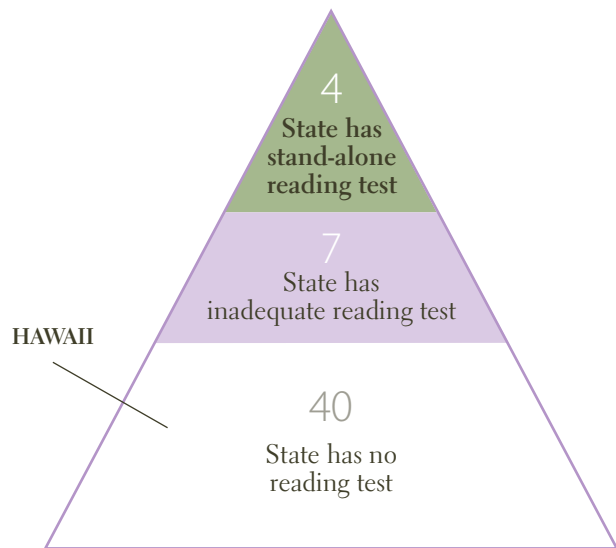 4
State has
stand-alone
reading test
7
State has
inadequate reading test
HAWAII
40
State has no
reading test